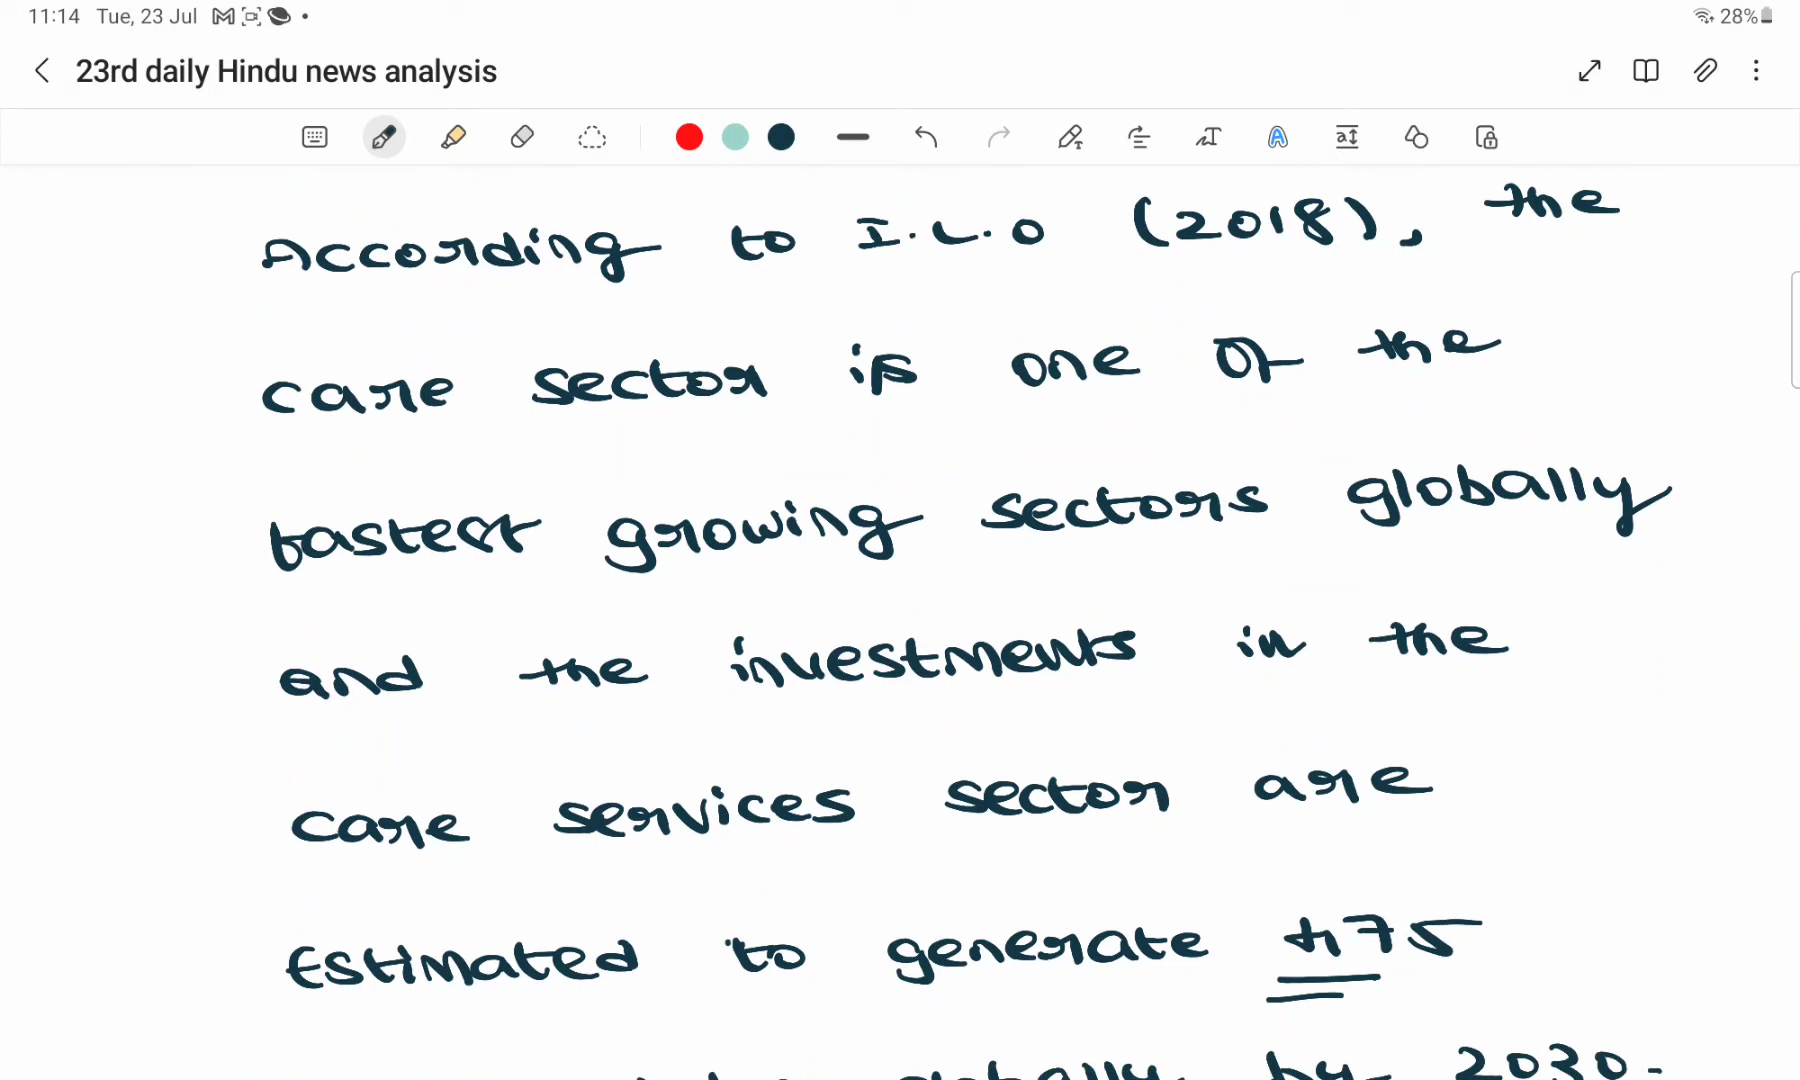 11:14 Tue, 23 Jul
28%
23rd daily Hindu news analysis
According to I.L.O (2018), the
care sector is one of the
fastest growing sectors globally
and the investments in the
care services sector are
Estimated to generate 475
globally by 2030.